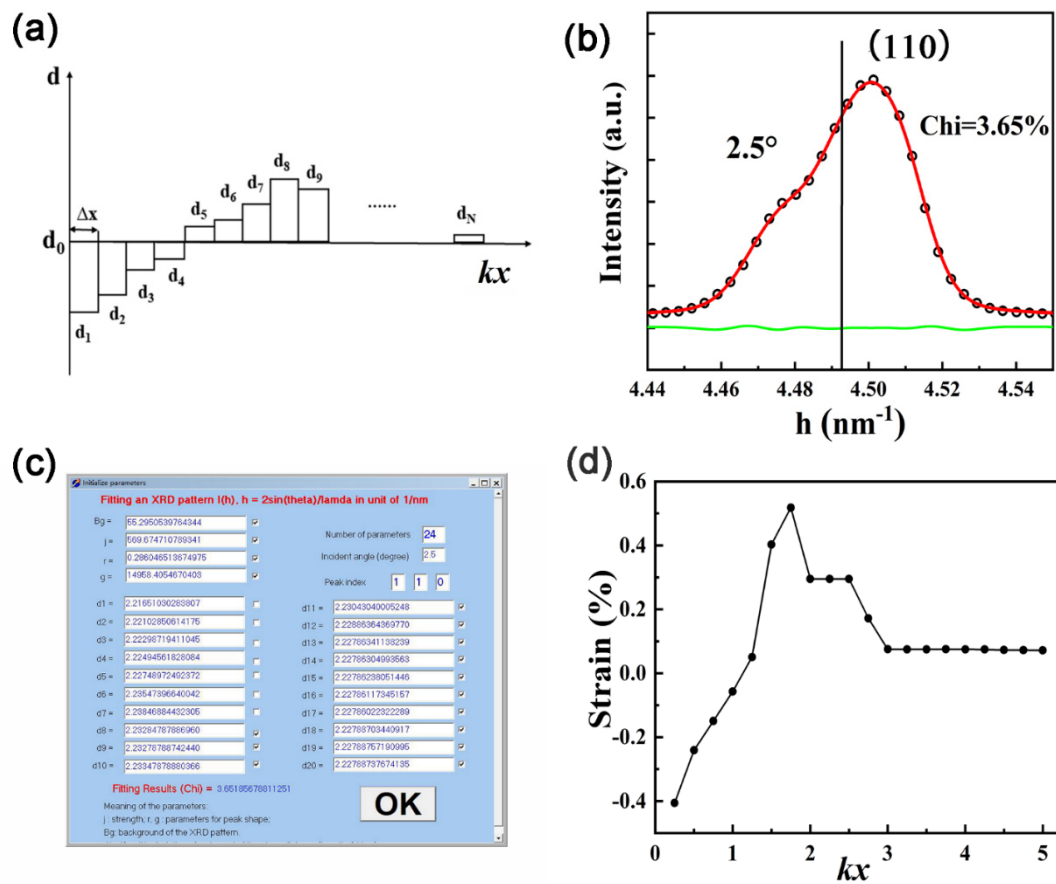 (a)
d
Δx
d₀
d₁
d₂
d₃
d₄
d₅
d₆
d₇
d₈
d₉
......
d_N
kx
(b)
Intensity (a.u.)
(110)
2.5°
Chi=3.65%
4.44 4.46 4.48 4.50 4.52 4.54
h (nm⁻¹)
(c)
Initialize parameters
Fitting an XRD pattern I(h), h = 2sin(theta)/lamda in unit of 1/nm
Bg = 55.2950539764344
j = 569.674710789341
r = 0.286046513674975
g = 14958.4054670403
Number of parameters 24
Incident angle (degree) 2.5
Peak index 1 1 0
d1 = 2.21651030283807
d2 = 2.22102850614175
d3 = 2.22298719411045
d4 = 2.22494561828084
d5 = 2.22748972492372
d6 = 2.23547396640042
d7 = 2.23846884432305
d8 = 2.23284787886960
d9 = 2.23278788742440
d10 = 2.23347878880366
d11 = 2.23043040005248
d12 = 2.22886364369770
d13 = 2.22786341138239
d14 = 2.22786304993563
d15 = 2.22786238051446
d16 = 2.22786117345157
d17 = 2.22786022322289
d18 = 2.22788703440917
d19 = 2.22788757190995
d20 = 2.22788737674135
Fitting Results (Chi) = 3.65185678811251
OK
Meaning of the parameters:
j : strength, r, g : parameters for peak shape;
Bg: background of the XRD pattern.
(d)
Strain (%)
0.6
0.4
0.2
0.0
-0.2
-0.4
0 1 2 3 4 5
kx